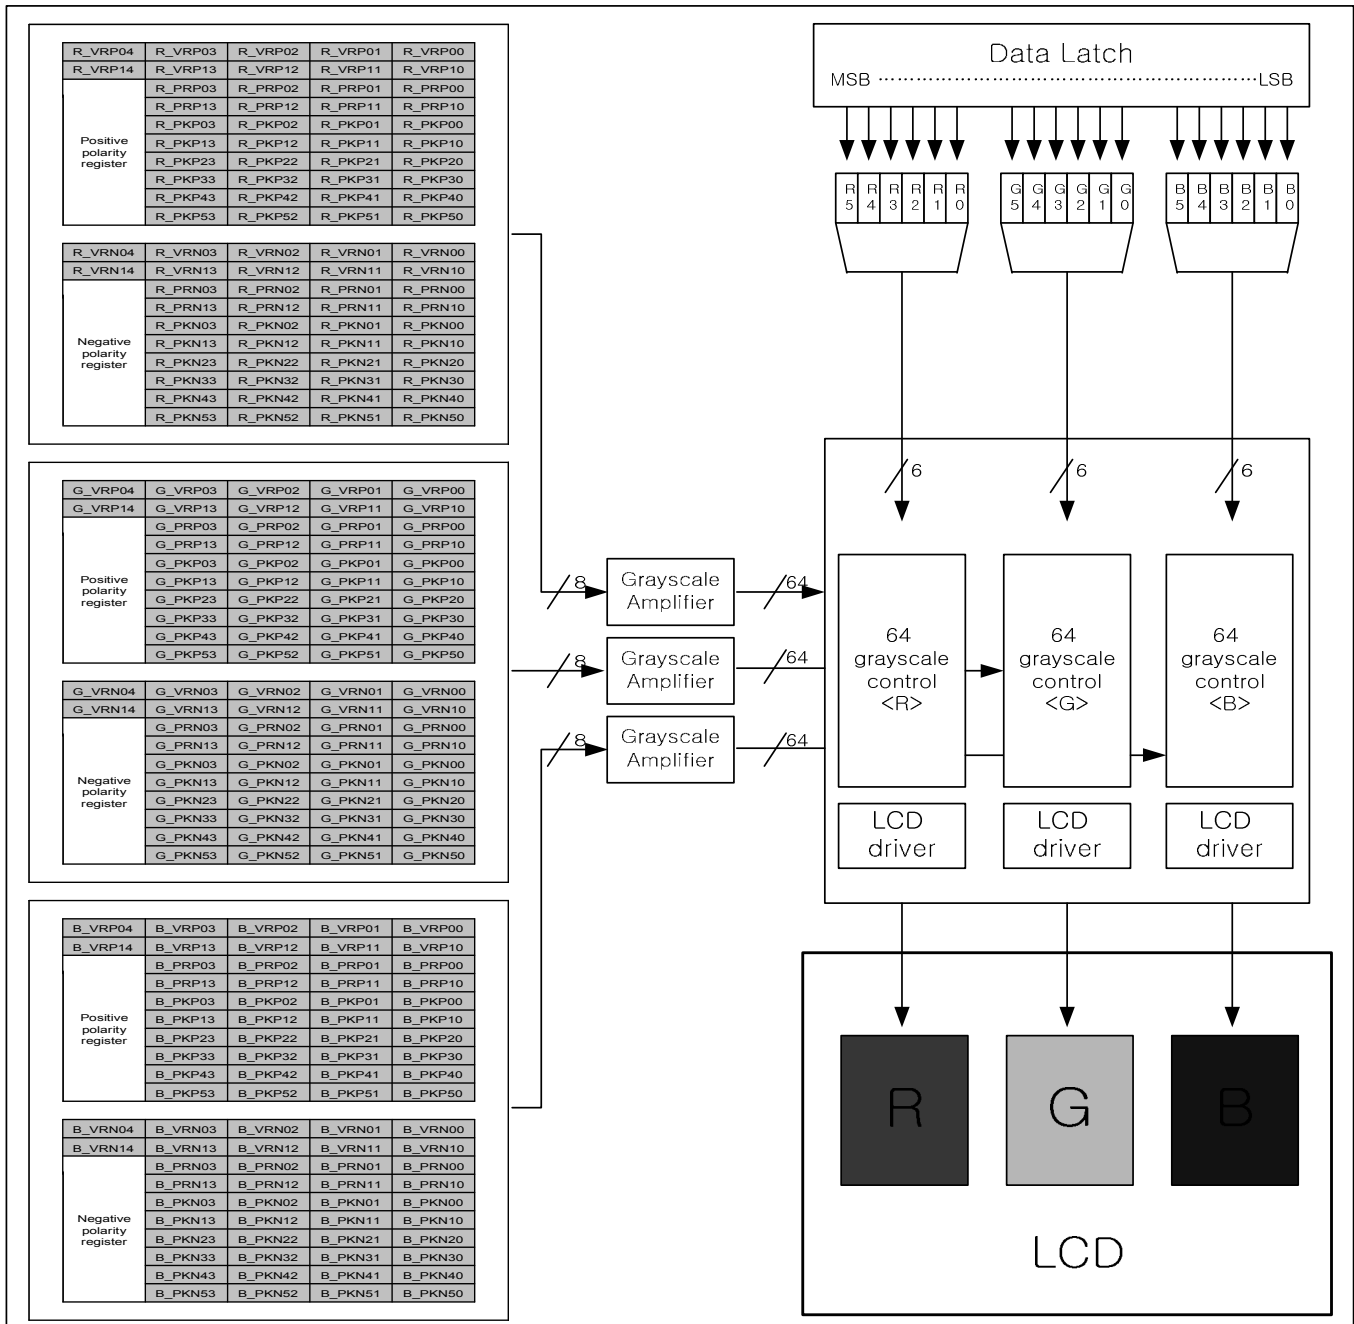 R_VRP04 R_VRP03 R_VRP02 R_VRP01 R_VRP00
R_VRP14 R_VRP13 R_VRP12 R_VRP11 R_VRP10
R_PRP03 R_PRP02 R_PRP01 R_PRP00
R_PRP13 R_PRP12 R_PRP11 R_PRP10
R_PKP03 R_PKP02 R_PKP01 R_PKP00
R_PKP13 R_PKP12 R_PKP11 R_PKP10
R_PKP23 R_PKP22 R_PKP21 R_PKP20
R_PKP33 R_PKP32 R_PKP31 R_PKP30
R_PKP43 R_PKP42 R_PKP41 R_PKP40
R_PKP53 R_PKP52 R_PKP51 R_PKP50
Positive
polarity
register
R_VRN04 R_VRN03 R_VRN02 R_VRN01 R_VRN00
R_VRN14 R_VRN13 R_VRN12 R_VRN11 R_VRN10
R_PRN03 R_PRN02 R_PRN01 R_PRN00
R_PRN13 R_PRN12 R_PRN11 R_PRN10
R_PKN03 R_PKN02 R_PKN01 R_PKN00
R_PKN13 R_PKN12 R_PKN11 R_PKN10
R_PKN23 R_PKN22 R_PKN21 R_PKN20
R_PKN33 R_PKN32 R_PKN31 R_PKN30
R_PKN43 R_PKN42 R_PKN41 R_PKN40
R_PKN53 R_PKN52 R_PKN51 R_PKN50
Negative
polarity
register
G_VRP04 G_VRP03 G_VRP02 G_VRP01 G_VRP00
G_VRP14 G_VRP13 G_VRP12 G_VRP11 G_VRP10
G_PRP03 G_PRP02 G_PRP01 G_PRP00
G_PRP13 G_PRP12 G_PRP11 G_PRP10
G_PKP03 G_PKP02 G_PKP01 G_PKP00
G_PKP13 G_PKP12 G_PKP11 G_PKP10
G_PKP23 G_PKP22 G_PKP21 G_PKP20
G_PKP33 G_PKP32 G_PKP31 G_PKP30
G_PKP43 G_PKP42 G_PKP41 G_PKP40
G_PKP53 G_PKP52 G_PKP51 G_PKP50
Positive
polarity
register
G_VRN04 G_VRN03 G_VRN02 G_VRN01 G_VRN00
G_VRN14 G_VRN13 G_VRN12 G_VRN11 G_VRN10
G_PRN03 G_PRN02 G_PRN01 G_PRN00
G_PRN13 G_PRN12 G_PRN11 G_PRN10
G_PKN03 G_PKN02 G_PKN01 G_PKN00
G_PKN13 G_PKN12 G_PKN11 G_PKN10
G_PKN23 G_PKN22 G_PKN21 G_PKN20
G_PKN33 G_PKN32 G_PKN31 G_PKN30
G_PKN43 G_PKN42 G_PKN41 G_PKN40
G_PKN53 G_PKN52 G_PKN51 G_PKN50
Negative
polarity
register
B_VRP04 B_VRP03 B_VRP02 B_VRP01 B_VRP00
B_VRP14 B_VRP13 B_VRP12 B_VRP11 B_VRP10
B_PRP03 B_PRP02 B_PRP01 B_PRP00
B_PRP13 B_PRP12 B_PRP11 B_PRP10
B_PKP03 B_PKP02 B_PKP01 B_PKP00
B_PKP13 B_PKP12 B_PKP11 B_PKP10
B_PKP23 B_PKP22 B_PKP21 B_PKP20
B_PKP33 B_PKP32 B_PKP31 B_PKP30
B_PKP43 B_PKP42 B_PKP41 B_PKP40
B_PKP53 B_PKP52 B_PKP51 B_PKP50
Positive
polarity
register
B_VRN04 B_VRN03 B_VRN02 B_VRN01 B_VRN00
B_VRN14 B_VRN13 B_VRN12 B_VRN11 B_VRN10
B_PRN03 B_PRN02 B_PRN01 B_PRN00
B_PRN13 B_PRN12 B_PRN11 B_PRN10
B_PKN03 B_PKN02 B_PKN01 B_PKN00
B_PKN13 B_PKN12 B_PKN11 B_PKN10
B_PKN23 B_PKN22 B_PKN21 B_PKN20
B_PKN33 B_PKN32 B_PKN31 B_PKN30
B_PKN43 B_PKN42 B_PKN41 B_PKN40
B_PKN53 B_PKN52 B_PKN51 B_PKN50
Negative
polarity
register
8
Grayscale
Amplifier
64
8
Grayscale
Amplifier
64
8
Grayscale
Amplifier
64
Data Latch
MSB LSB
R5 R4 R3 R2 R1 R0
G5 G4 G3 G2 G1 G0
B5 B4 B3 B2 B1 B0
6 6 6
64
grayscale
control
<R>
64
grayscale
control
<G>
64
grayscale
control
<B>
LCD
driver
LCD
driver
LCD
driver
R G B
LCD